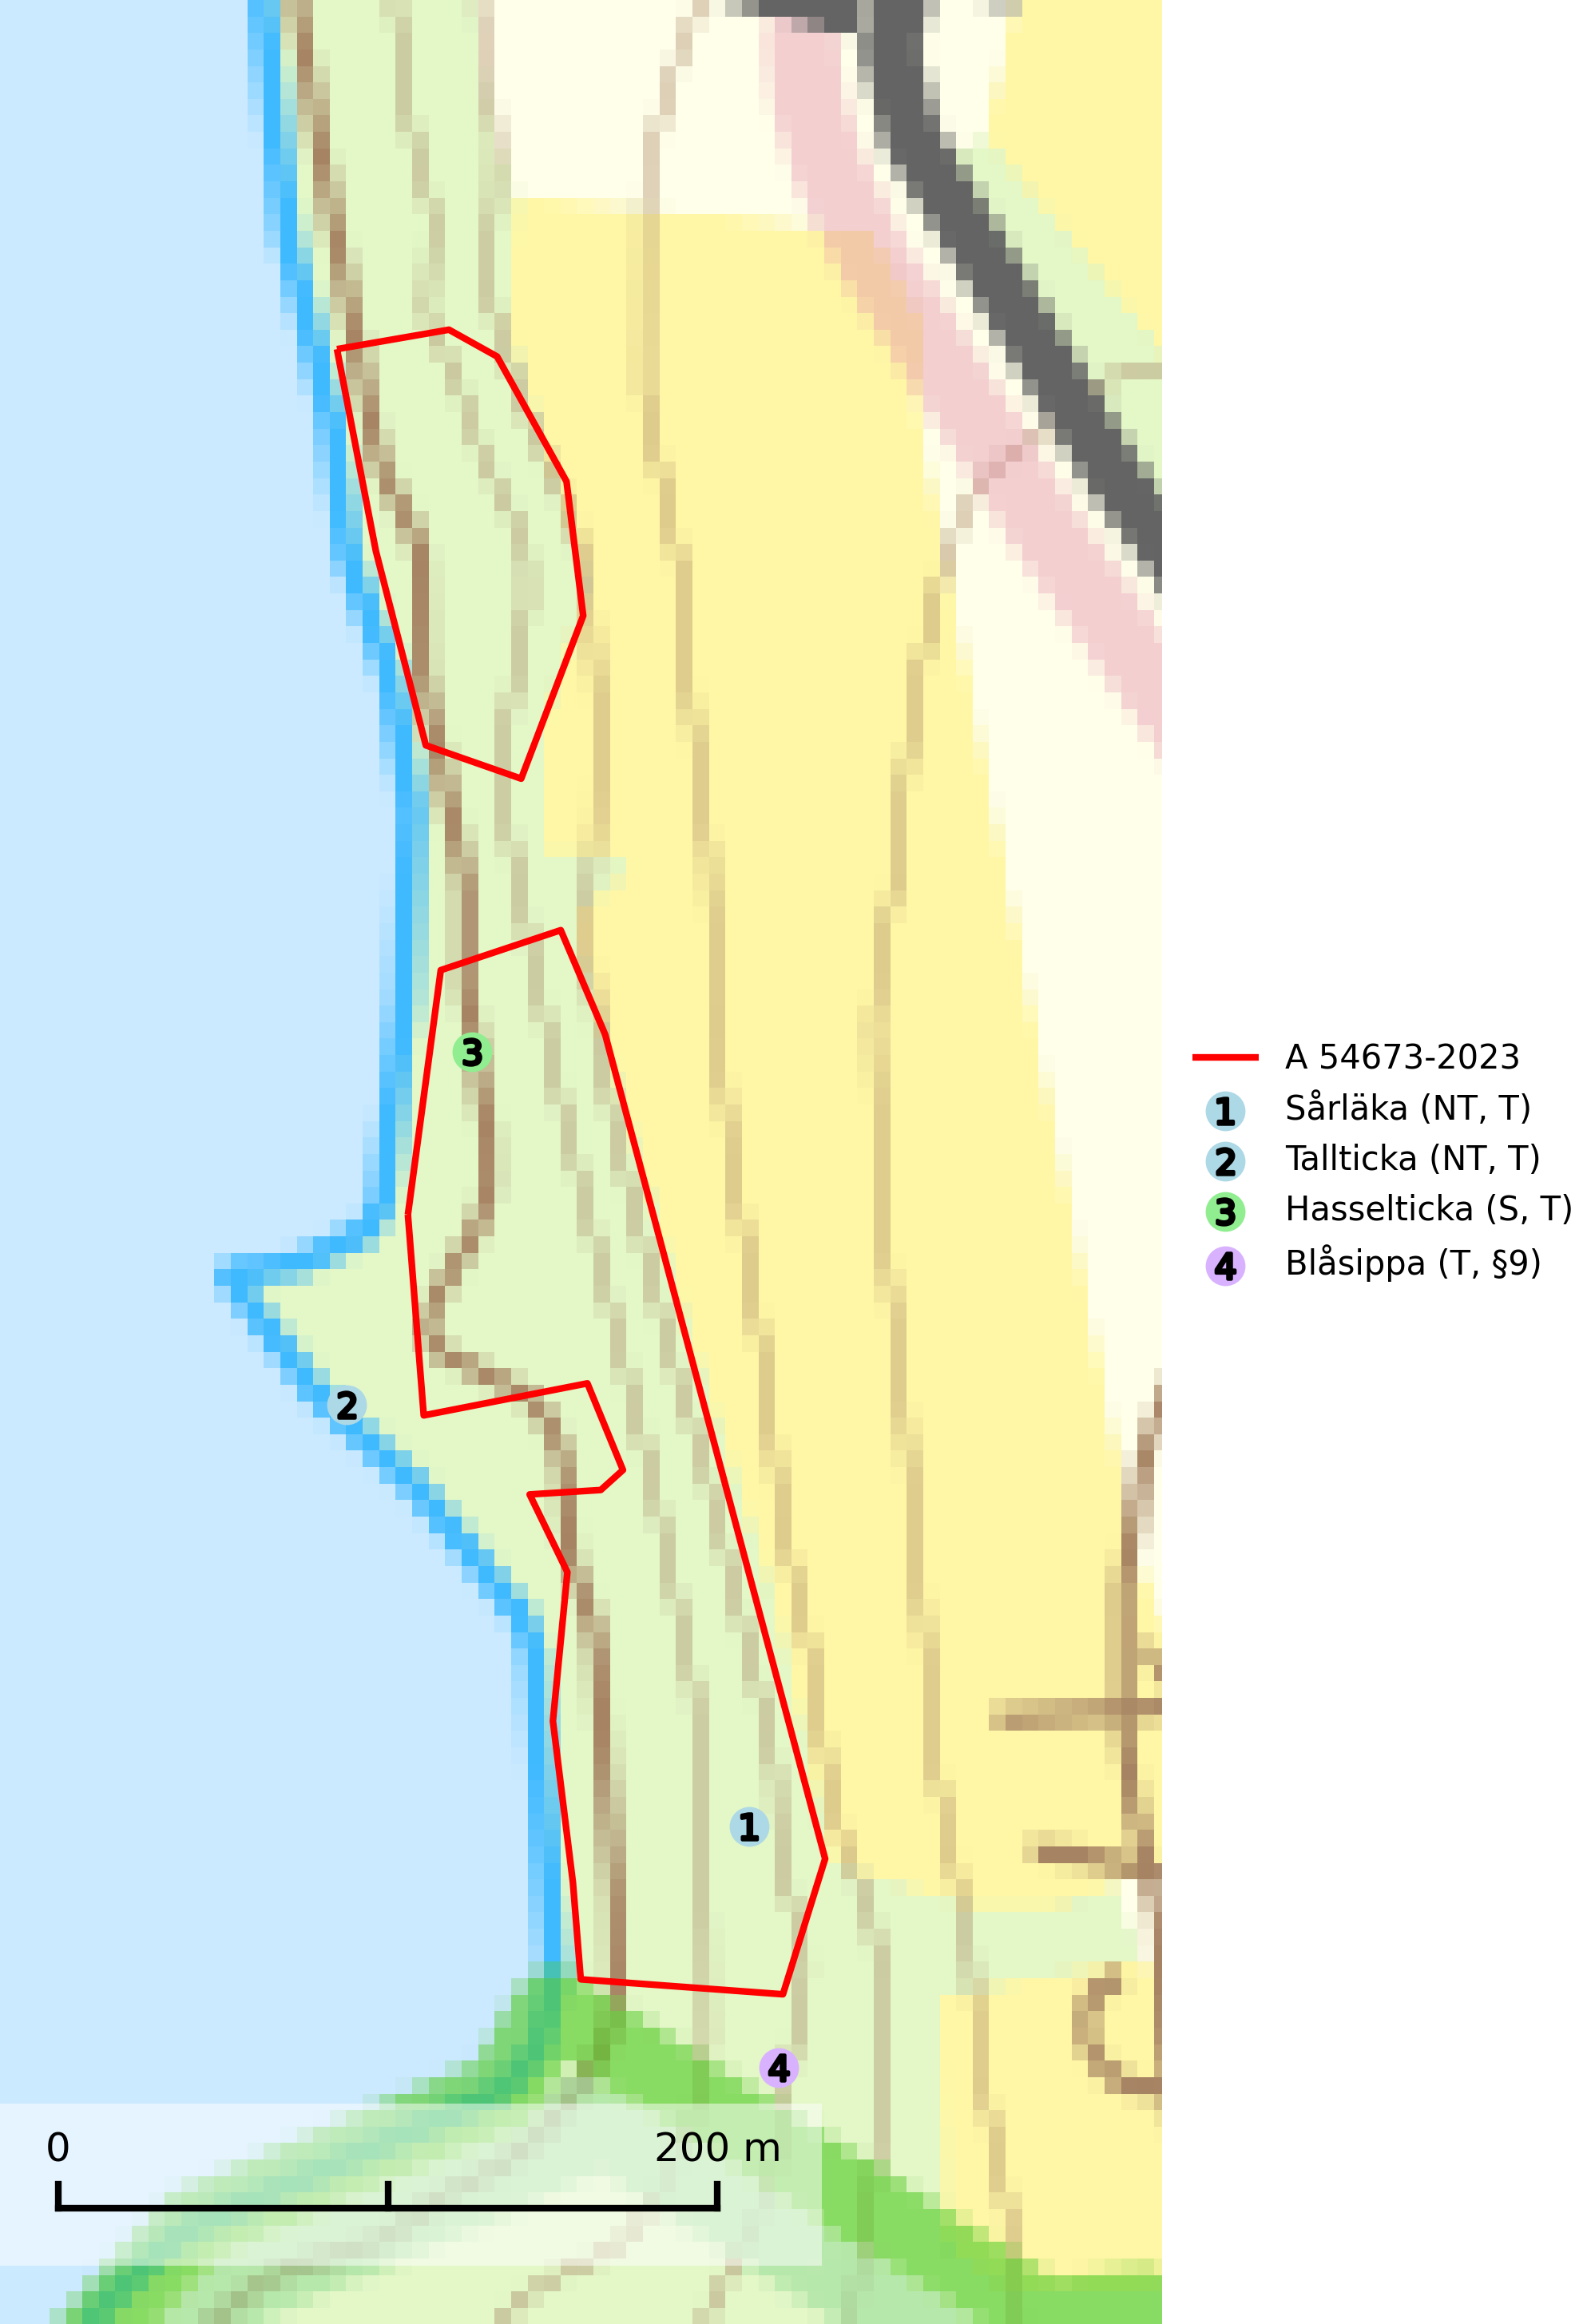 3
2
1
4
0 200 m
A 54673-2023
1 Sårläka (NT, T)
2 Tallticka (NT, T)
3 Hasselticka (S, T)
4 Blåsippa (T, §9)